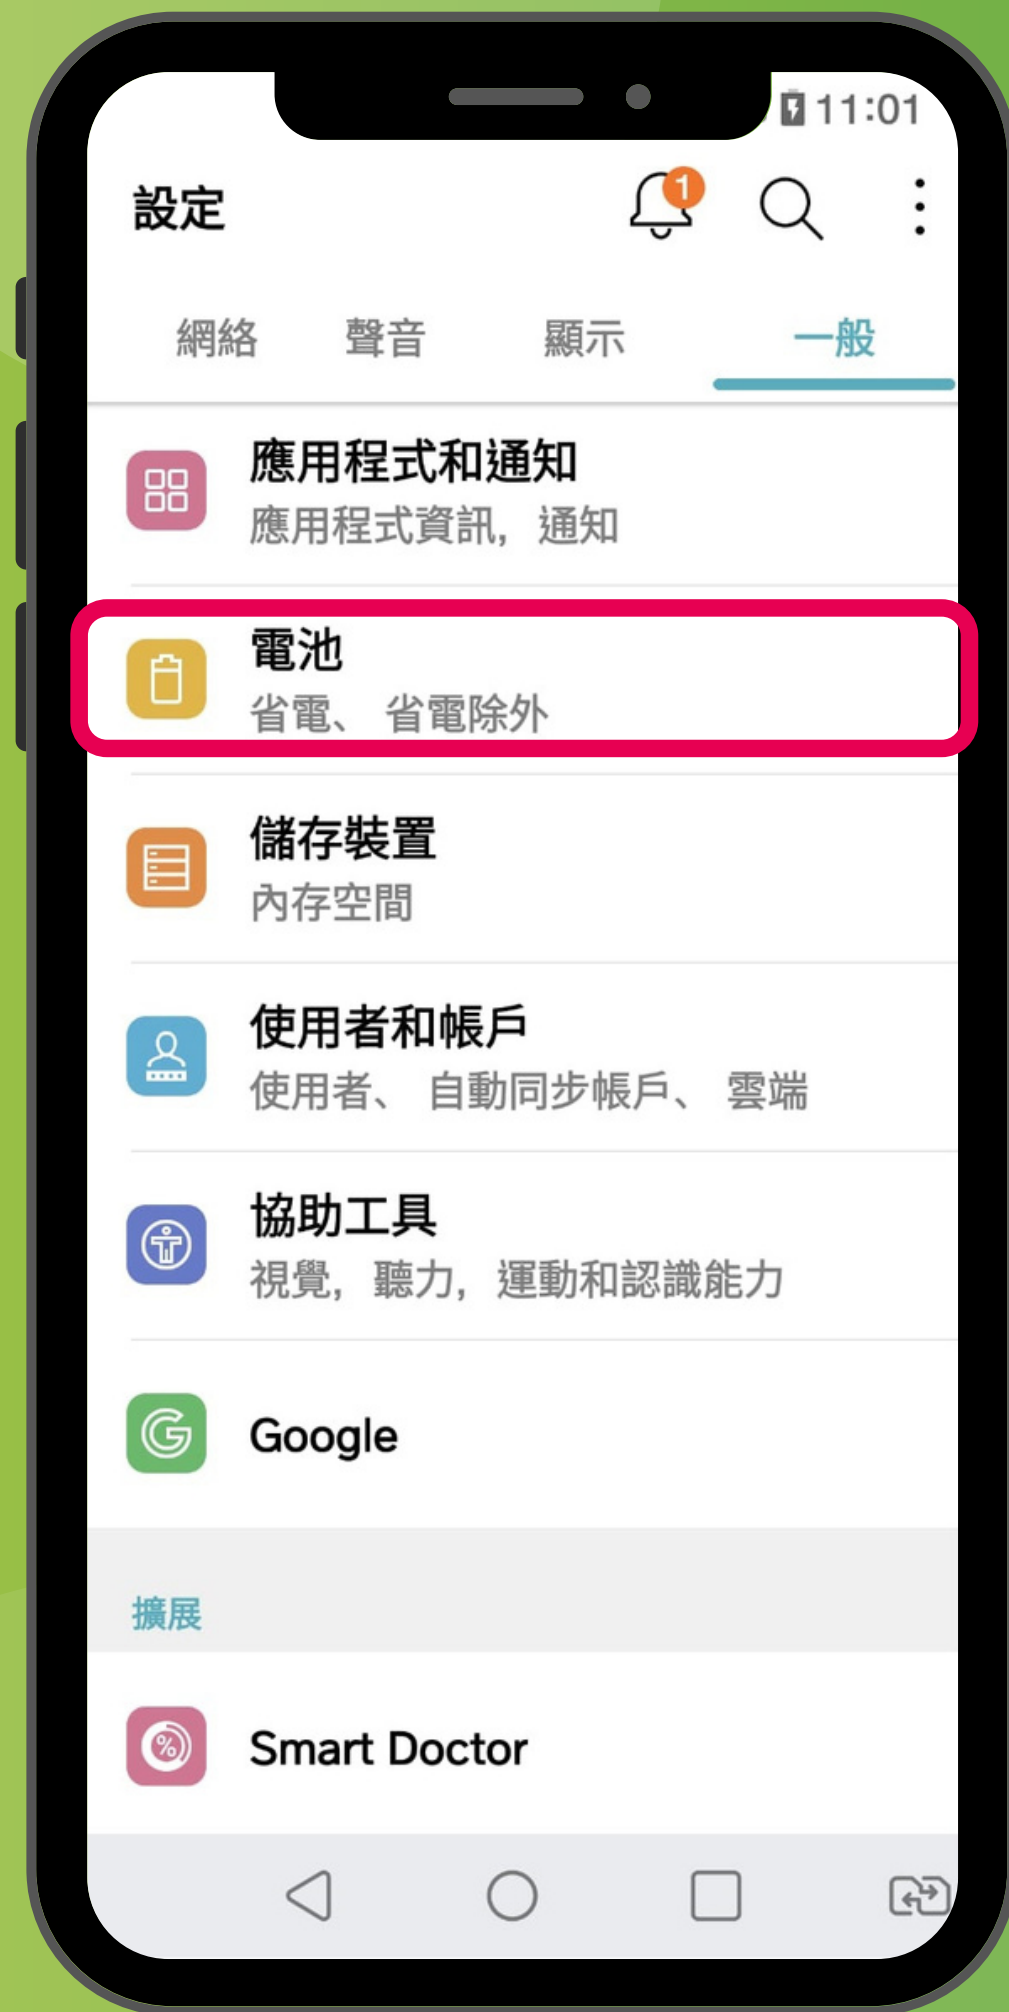 11:01
設定
1
網絡 聲音 顯示 一般
應用程式和通知
應用程式資訊, 通知
電池
省電、 省電除外
儲存裝置
內存空間
使用者和帳戶
使用者、 自動同步帳戶、 雲端
協助工具
視覺, 聽力, 運動和認識能力
Google
擴展
Smart Doctor